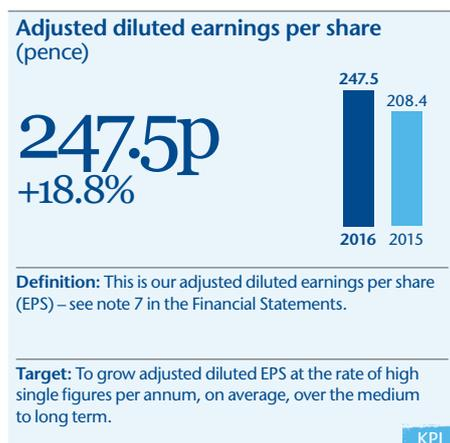 Adjusted diluted earnings per share
(pence)
247.5p
+18.8%
247.5
208.4
2016 2015
Definition: This is our adjusted diluted earnings per share
(EPS) – see note 7 in the Financial Statements.
Target: To grow adjusted diluted EPS at the rate of high
single figures per annum, on average, over the medium
to long term.
KPI